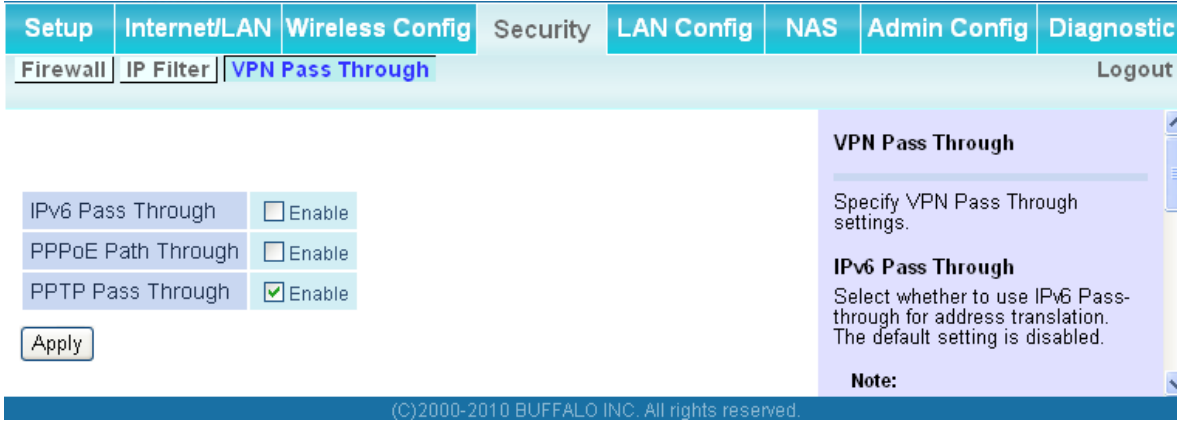 Setup Internet/LAN Wireless Config Security LAN Config NAS Admin Config Diagnostic
Firewall IP Filter VPN Pass Through Logout
IPv6 Pass Through Enable
PPPoE Path Through Enable
PPTP Pass Through Enable
Apply
VPN Pass Through
Specify VPN Pass Through
settings.
IPv6 Pass Through
Select whether to use IPv6 Pass-
through for address translation.
The default setting is disabled.
Note:
(C)2000-2010 BUFFALO INC. All rights reserved.